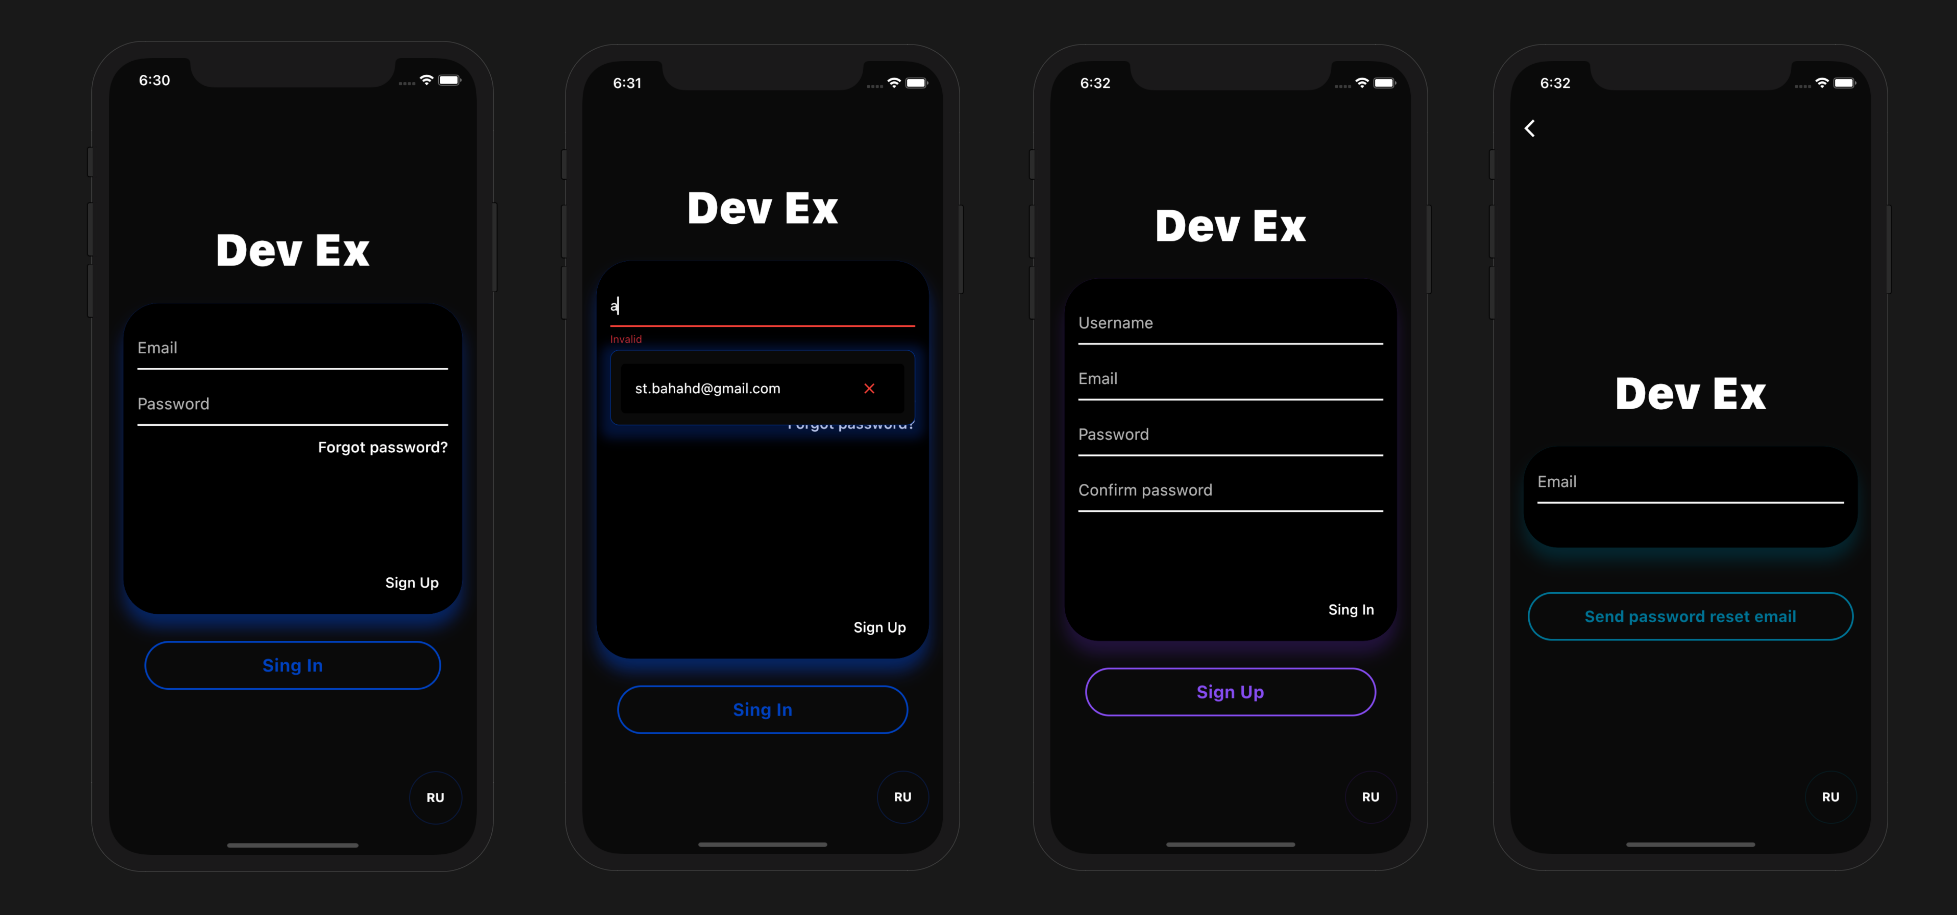 6:30
Dev Ex
Email
Password
Forgot password?
Sign Up
Sing In
RU
6:31
Dev Ex
a
Invalid
st.bahahd@gmail.com
Forgot password?
Sign Up
Sing In
RU
6:32
Dev Ex
Username
Email
Password
Confirm password
Sing In
Sign Up
RU
6:32
Dev Ex
Email
Send password reset email
RU